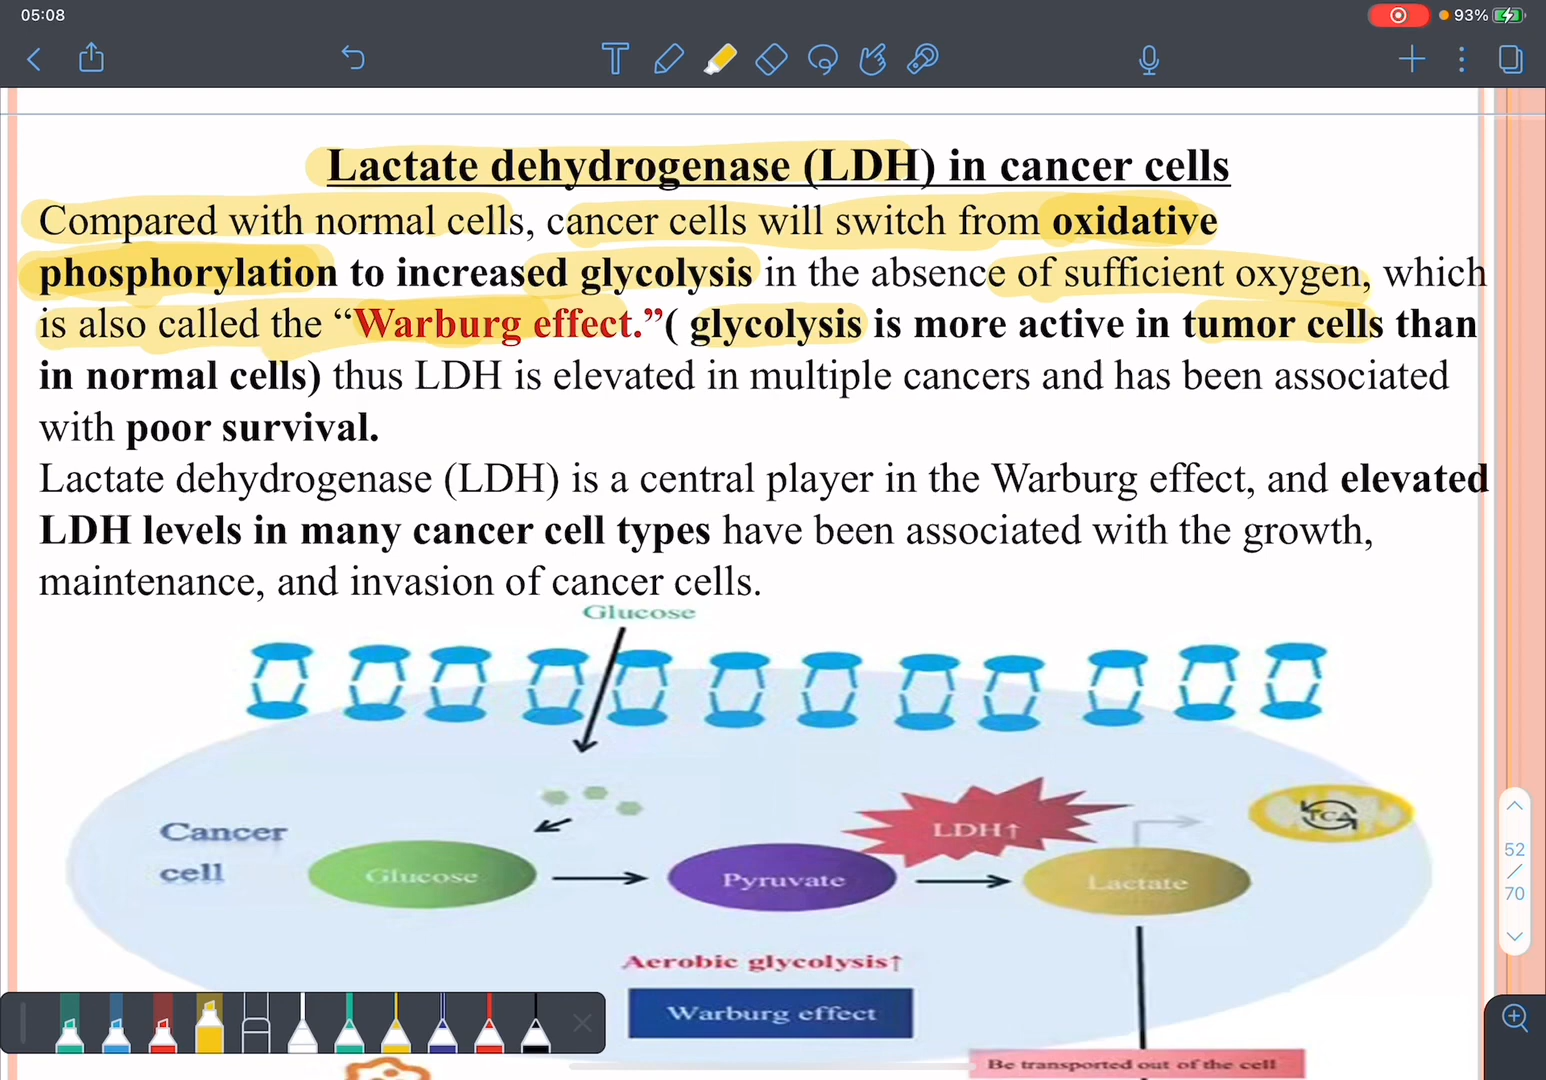 05:08
93%
Lactate dehydrogenase (LDH) in cancer cells
Compared with normal cells, cancer cells will switch from oxidative
phosphorylation to increased glycolysis in the absence of sufficient oxygen, which
is also called the “Warburg effect.”( glycolysis is more active in tumor cells than
in normal cells) thus LDH is elevated in multiple cancers and has been associated
with poor survival.
Lactate dehydrogenase (LDH) is a central player in the Warburg effect, and elevated
LDH levels in many cancer cell types have been associated with the growth,
maintenance, and invasion of cancer cells.
Glucose
LDH↑
TCA
Cancer
cell
Glucose
Pyruvate
Lactate
52
/
70
Aerobic glycolysis↑
Warburg effect
Be transported out of the cell